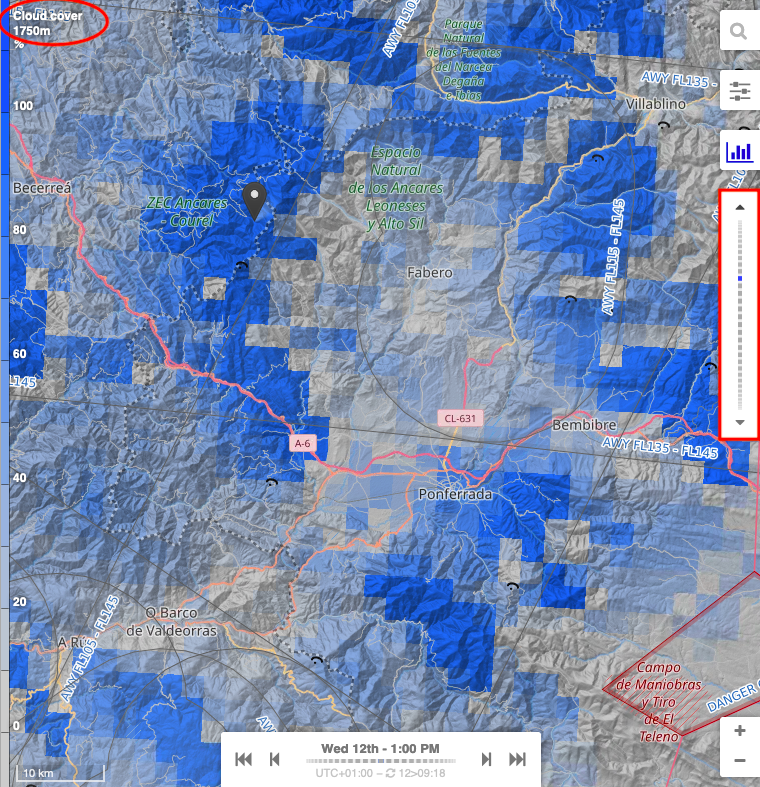 Cloud cover
1750m
%
100
80
60
40
20
0
AWY FL105
Parque
Natural
de las Fuentes
del Narcea
Degaña
e Ibias
AWY FL135 -
Villablino
Becerreá
ZEC Ancares
- Courel
Espacio
Natural
de los Ancares
Leoneses
y Alto Sil
AWY FL115 - FL145
Fabero
L145
CL-631
A-6
Bembibre
AWY FL135 - FL145
Ponferrada
O Barco
de Valdeorras
A Rúa
AWY FL105 - FL145
Campo
de Maniobras
y Tiro
de El
Teleno
DANGER
AW
10 km
Wed 12th - 1:00 PM
UTC+01:00 – 12>09:18
+
−